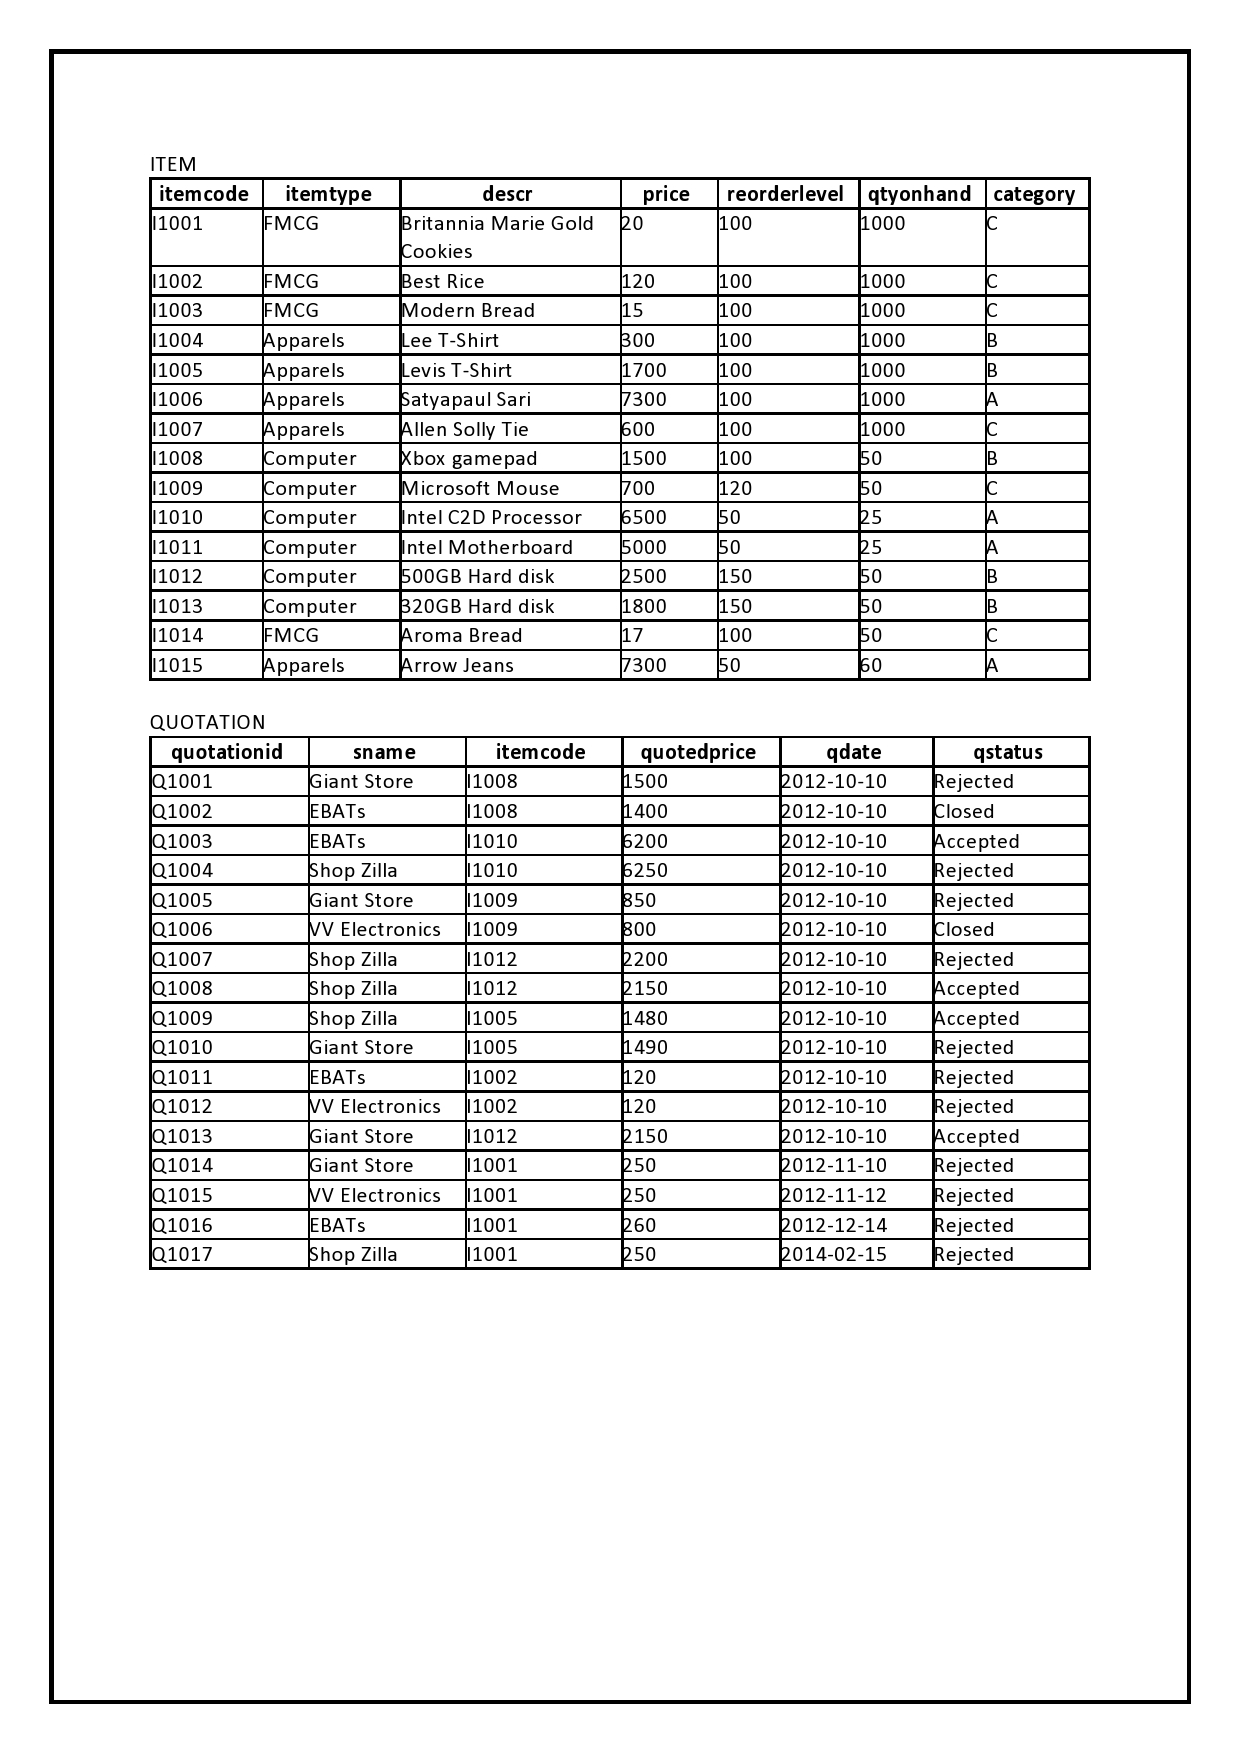 ITEM
itemcode itemtype descr price reorderlevel qtyonhand category
I1001 FMCG Britannia Marie Gold 20 100 1000 C
Cookies
I1002 FMCG Best Rice 120 100 1000 C
I1003 FMCG Modern Bread 15 100 1000 C
I1004 Apparels Lee T-Shirt 300 100 1000 B
I1005 Apparels Levis T-Shirt 1700 100 1000 B
I1006 Apparels Satyapaul Sari 7300 100 1000 A
I1007 Apparels Allen Solly Tie 600 100 1000 C
I1008 Computer Xbox gamepad 1500 100 50 B
I1009 Computer Microsoft Mouse 700 120 50 C
I1010 Computer Intel C2D Processor 6500 50 25 A
I1011 Computer Intel Motherboard 5000 50 25 A
I1012 Computer 500GB Hard disk 2500 150 50 B
I1013 Computer 320GB Hard disk 1800 150 50 B
I1014 FMCG Aroma Bread 17 100 50 C
I1015 Apparels Arrow Jeans 7300 50 60 A
QUOTATION
quotationid sname itemcode quotedprice qdate qstatus
Q1001 Giant Store I1008 1500 2012-10-10 Rejected
Q1002 EBATs I1008 1400 2012-10-10 Closed
Q1003 EBATs I1010 6200 2012-10-10 Accepted
Q1004 Shop Zilla I1010 6250 2012-10-10 Rejected
Q1005 Giant Store I1009 850 2012-10-10 Rejected
Q1006 VV Electronics I1009 800 2012-10-10 Closed
Q1007 Shop Zilla I1012 2200 2012-10-10 Rejected
Q1008 Shop Zilla I1012 2150 2012-10-10 Accepted
Q1009 Shop Zilla I1005 1480 2012-10-10 Accepted
Q1010 Giant Store I1005 1490 2012-10-10 Rejected
Q1011 EBATs I1002 120 2012-10-10 Rejected
Q1012 VV Electronics I1002 120 2012-10-10 Rejected
Q1013 Giant Store I1012 2150 2012-10-10 Accepted
Q1014 Giant Store I1001 250 2012-11-10 Rejected
Q1015 VV Electronics I1001 250 2012-11-12 Rejected
Q1016 EBATs I1001 260 2012-12-14 Rejected
Q1017 Shop Zilla I1001 250 2014-02-15 Rejected